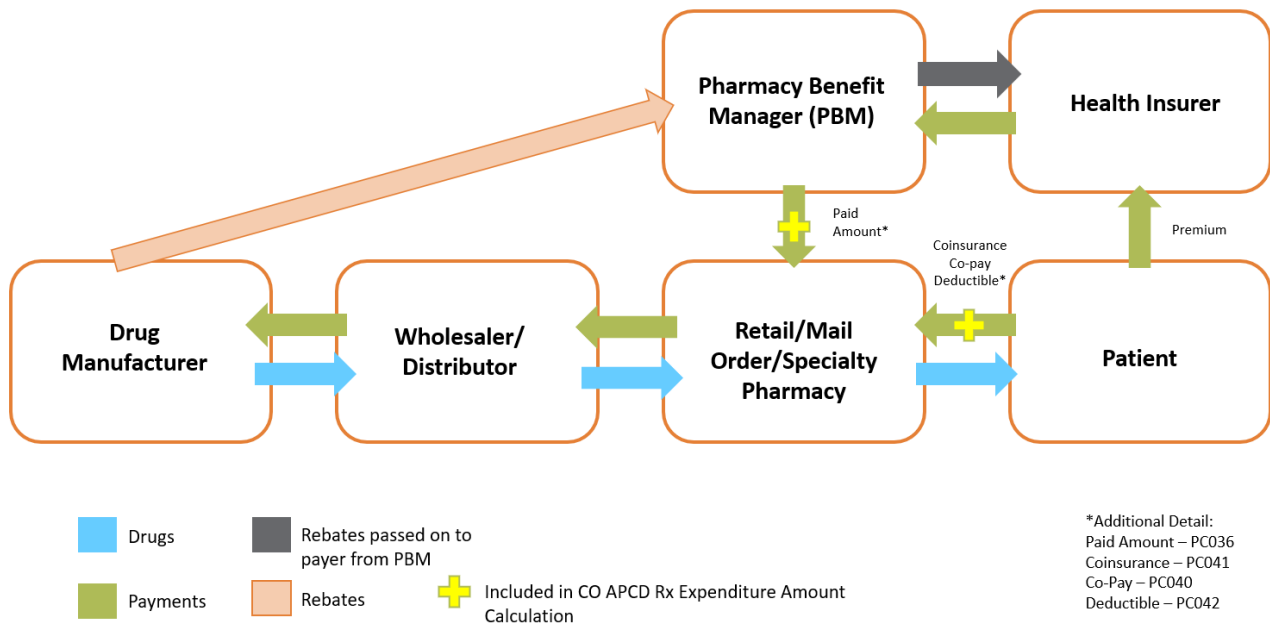 Pharmacy Benefit
Manager (PBM)
Health Insurer
Paid
Amount*
Coinsurance
Co-pay
Deductible*
Premium
Drug
Manufacturer
Wholesaler/
Distributor
Retail/Mail
Order/Specialty
Pharmacy
Patient
Drugs
Rebates passed on to
payer from PBM
Payments
Rebates
Included in CO APCD Rx Expenditure Amount
Calculation
*Additional Detail:
Paid Amount – PC036
Coinsurance – PC041
Co-Pay – PC040
Deductible – PC042